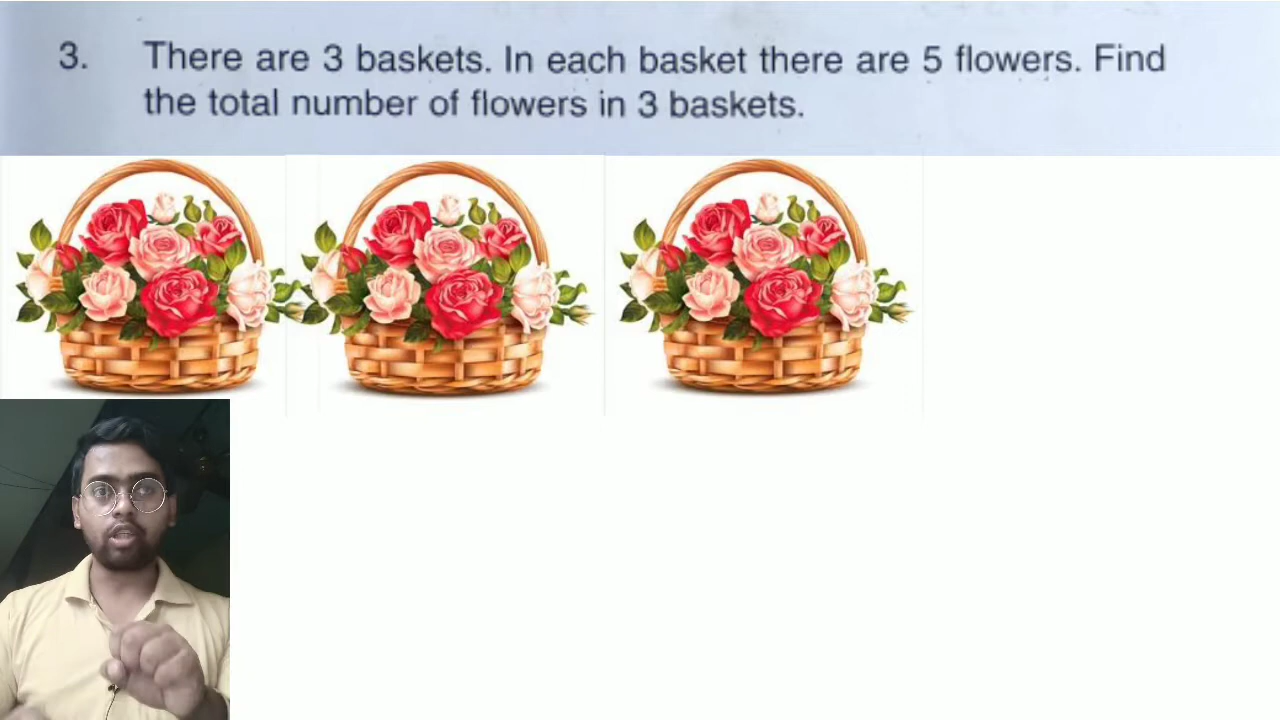 3. There are 3 baskets. In each basket there are 5 flowers. Find
the total number of flowers in 3 baskets.